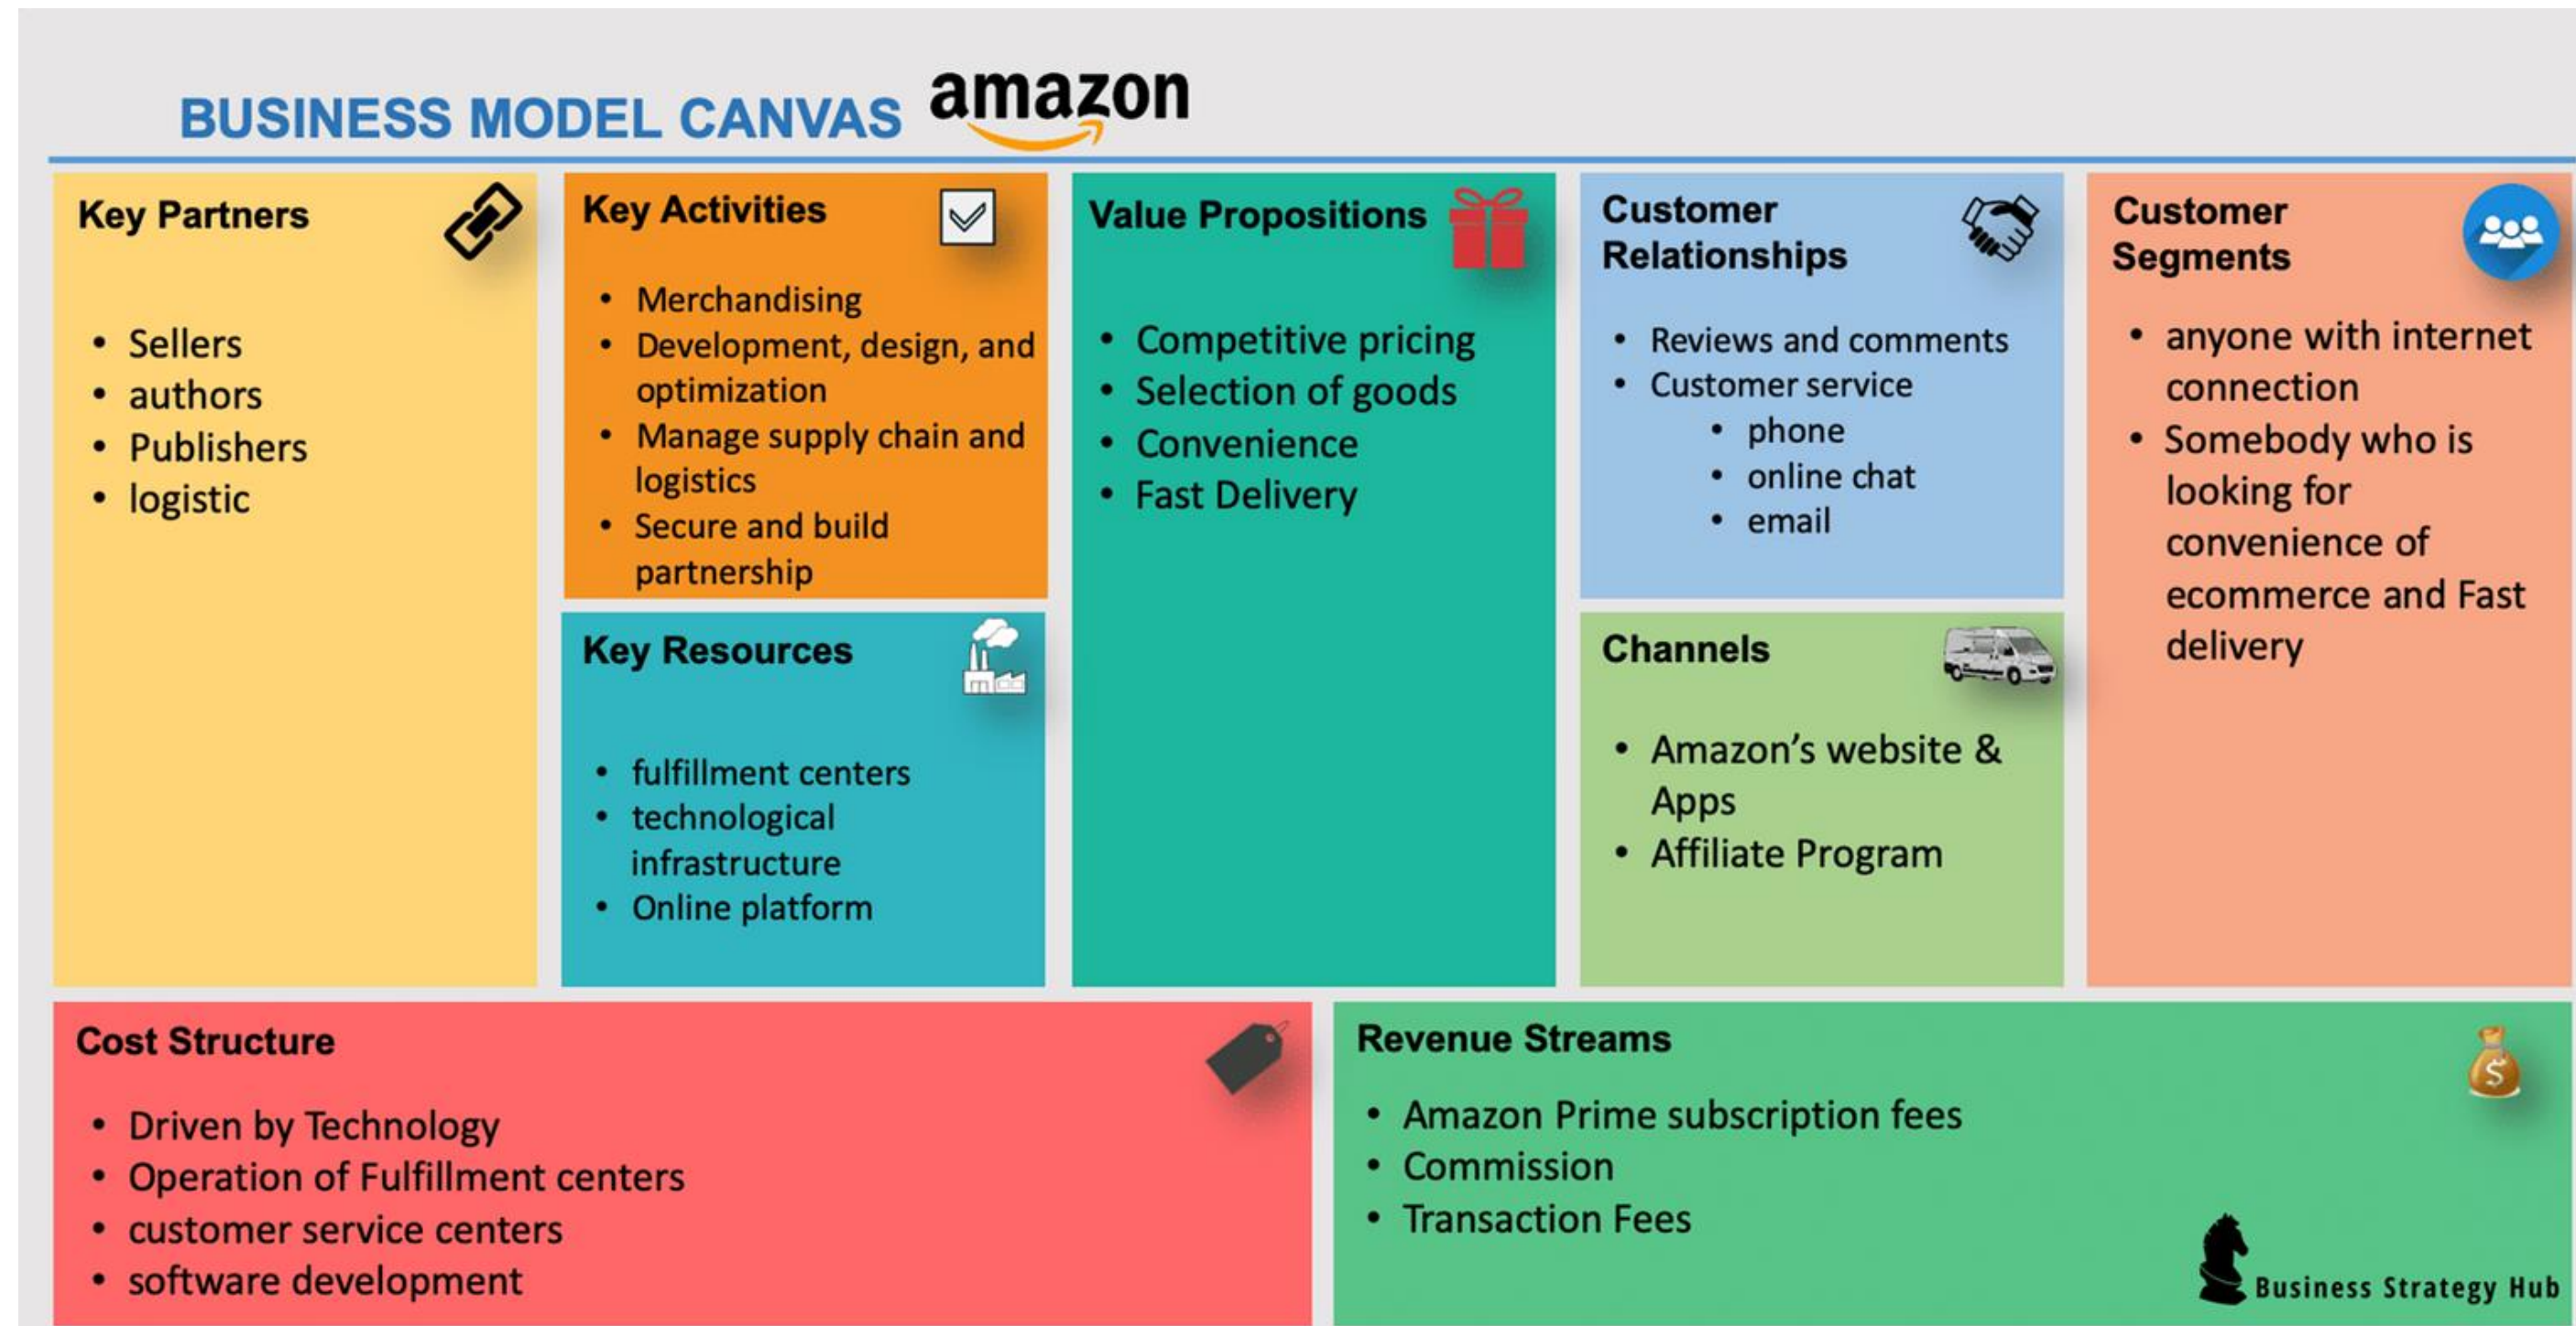 BUSINESS MODEL CANVAS amazon
Key Partners
• Sellers
• authors
• Publishers
• logistic
Key Activities
• Merchandising
• Development, design, and
optimization
• Manage supply chain and
logistics
• Secure and build
partnership
Key Resources
• fulfillment centers
• technological
infrastructure
• Online platform
Value Propositions
• Competitive pricing
• Selection of goods
• Convenience
• Fast Delivery
Customer
Relationships
• Reviews and comments
• Customer service
• phone
• online chat
• email
Channels
• Amazon’s website &
Apps
• Affiliate Program
Customer
Segments
• anyone with internet
connection
• Somebody who is
looking for
convenience of
ecommerce and Fast
delivery
Cost Structure
• Driven by Technology
• Operation of Fulfillment centers
• customer service centers
• software development
Revenue Streams
$
• Amazon Prime subscription fees
• Commission
• Transaction Fees
Business Strategy Hub